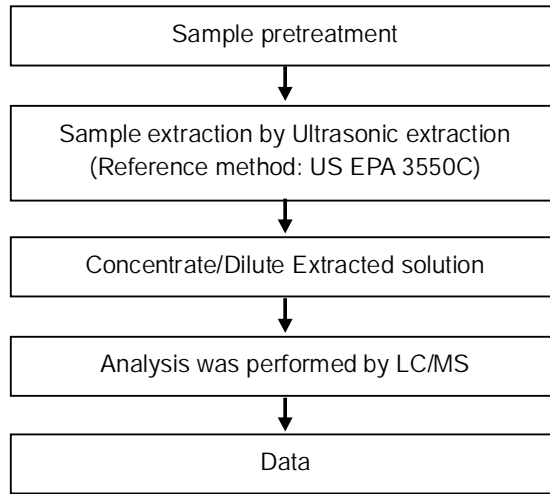 Sample pretreatment
Sample extraction by Ultrasonic extraction
(Reference method: US EPA 3550C)
Concentrate/Dilute Extracted solution
Analysis was performed by LC/MS
Data